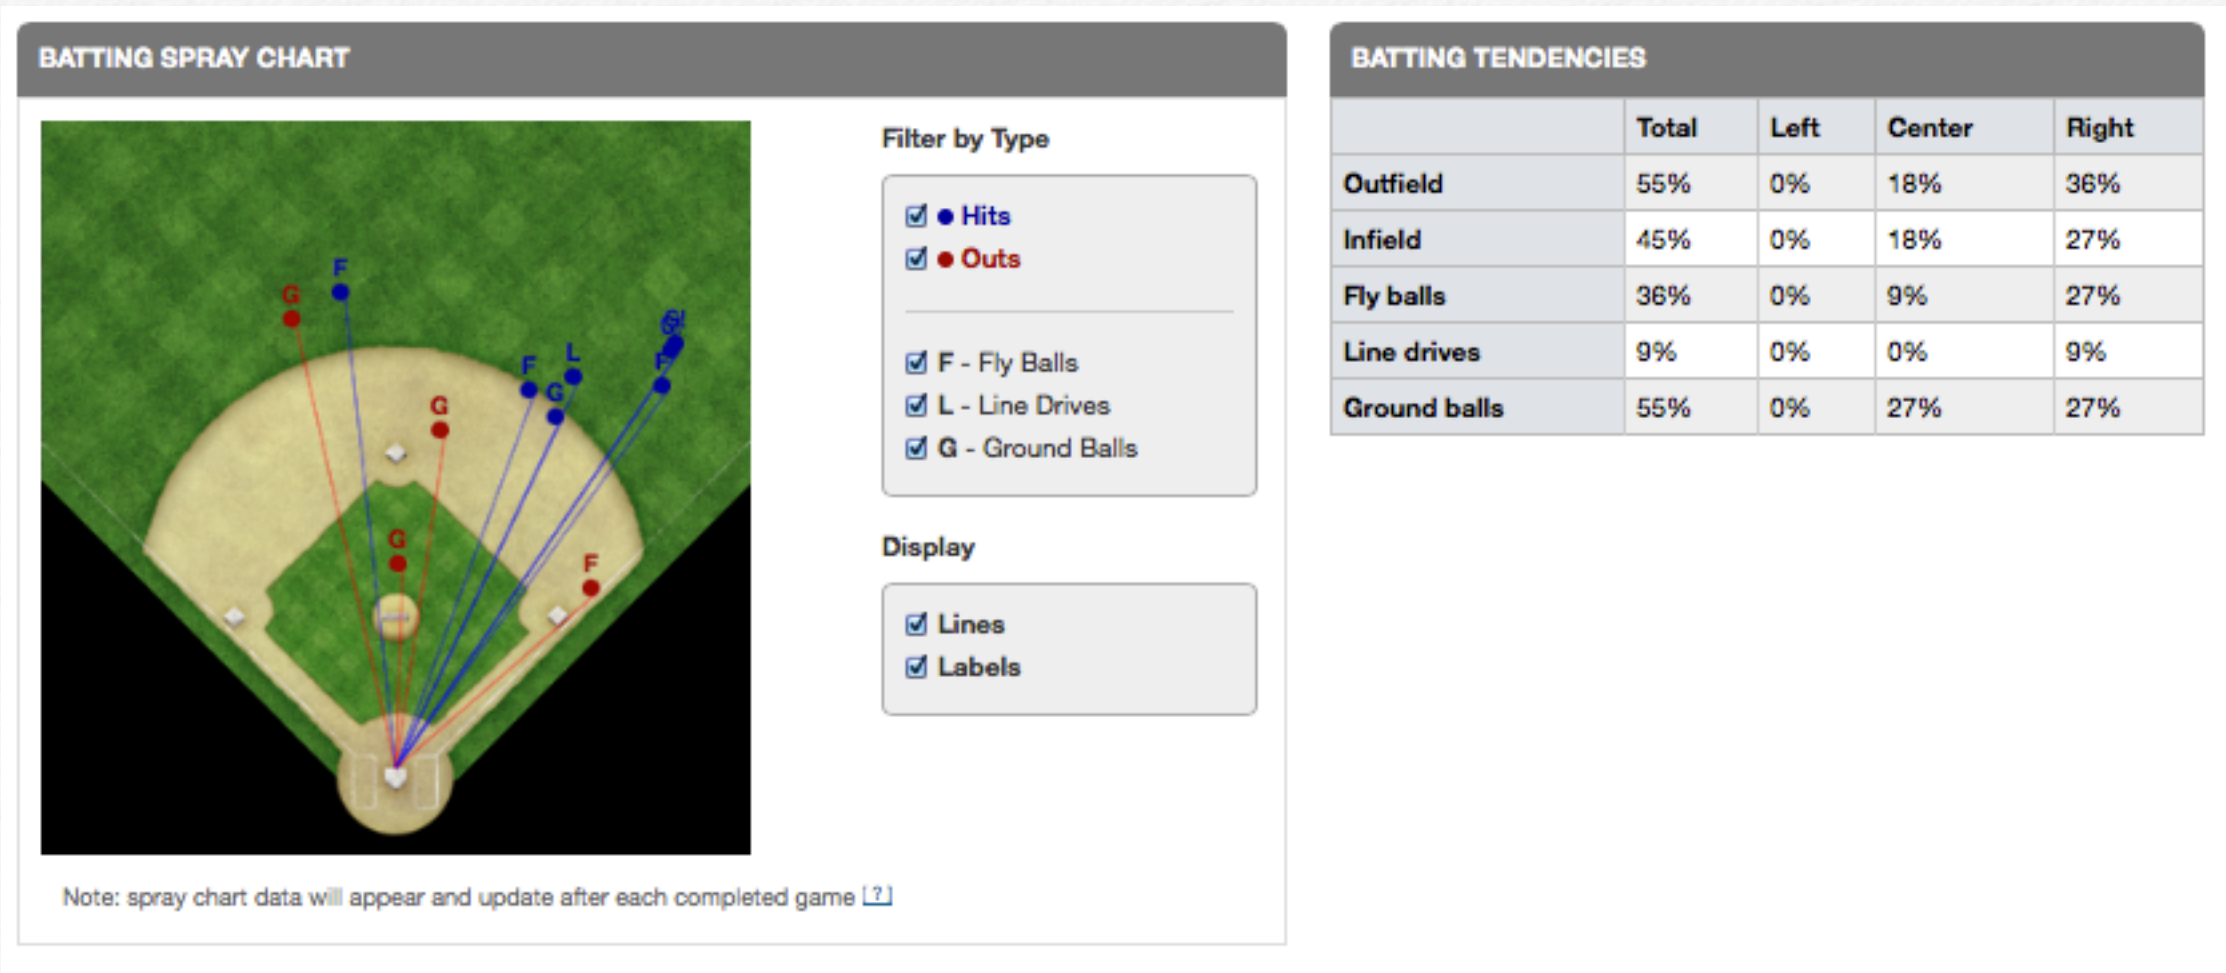 BATTING SPRAY CHART
F
G
F
L
F
G
G
G
F
Filter by Type
Hits
Outs
F - Fly Balls
L - Line Drives
G - Ground Balls
Display
Lines
Labels
Note: spray chart data will appear and update after each completed game [?]
BATTING TENDENCIES
Total Left Center Right
Outfield 55% 0% 18% 36%
Infield 45% 0% 18% 27%
Fly balls 36% 0% 9% 27%
Line drives 9% 0% 0% 9%
Ground balls 55% 0% 27% 27%